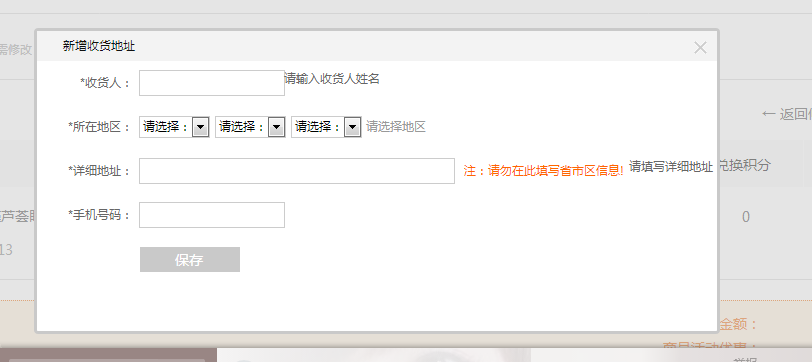 新增收货地址
需修改
*收货人： 请输入收货人姓名
← 返回
*所在地区： 请选择： 请选择： 请选择： 请选择地区
*详细地址： 注：请勿在此填写省市区信息! 请填写详细地址 兑换积分
*手机号码：
芦荟 0
13
保存
金额：
商品活动优惠：